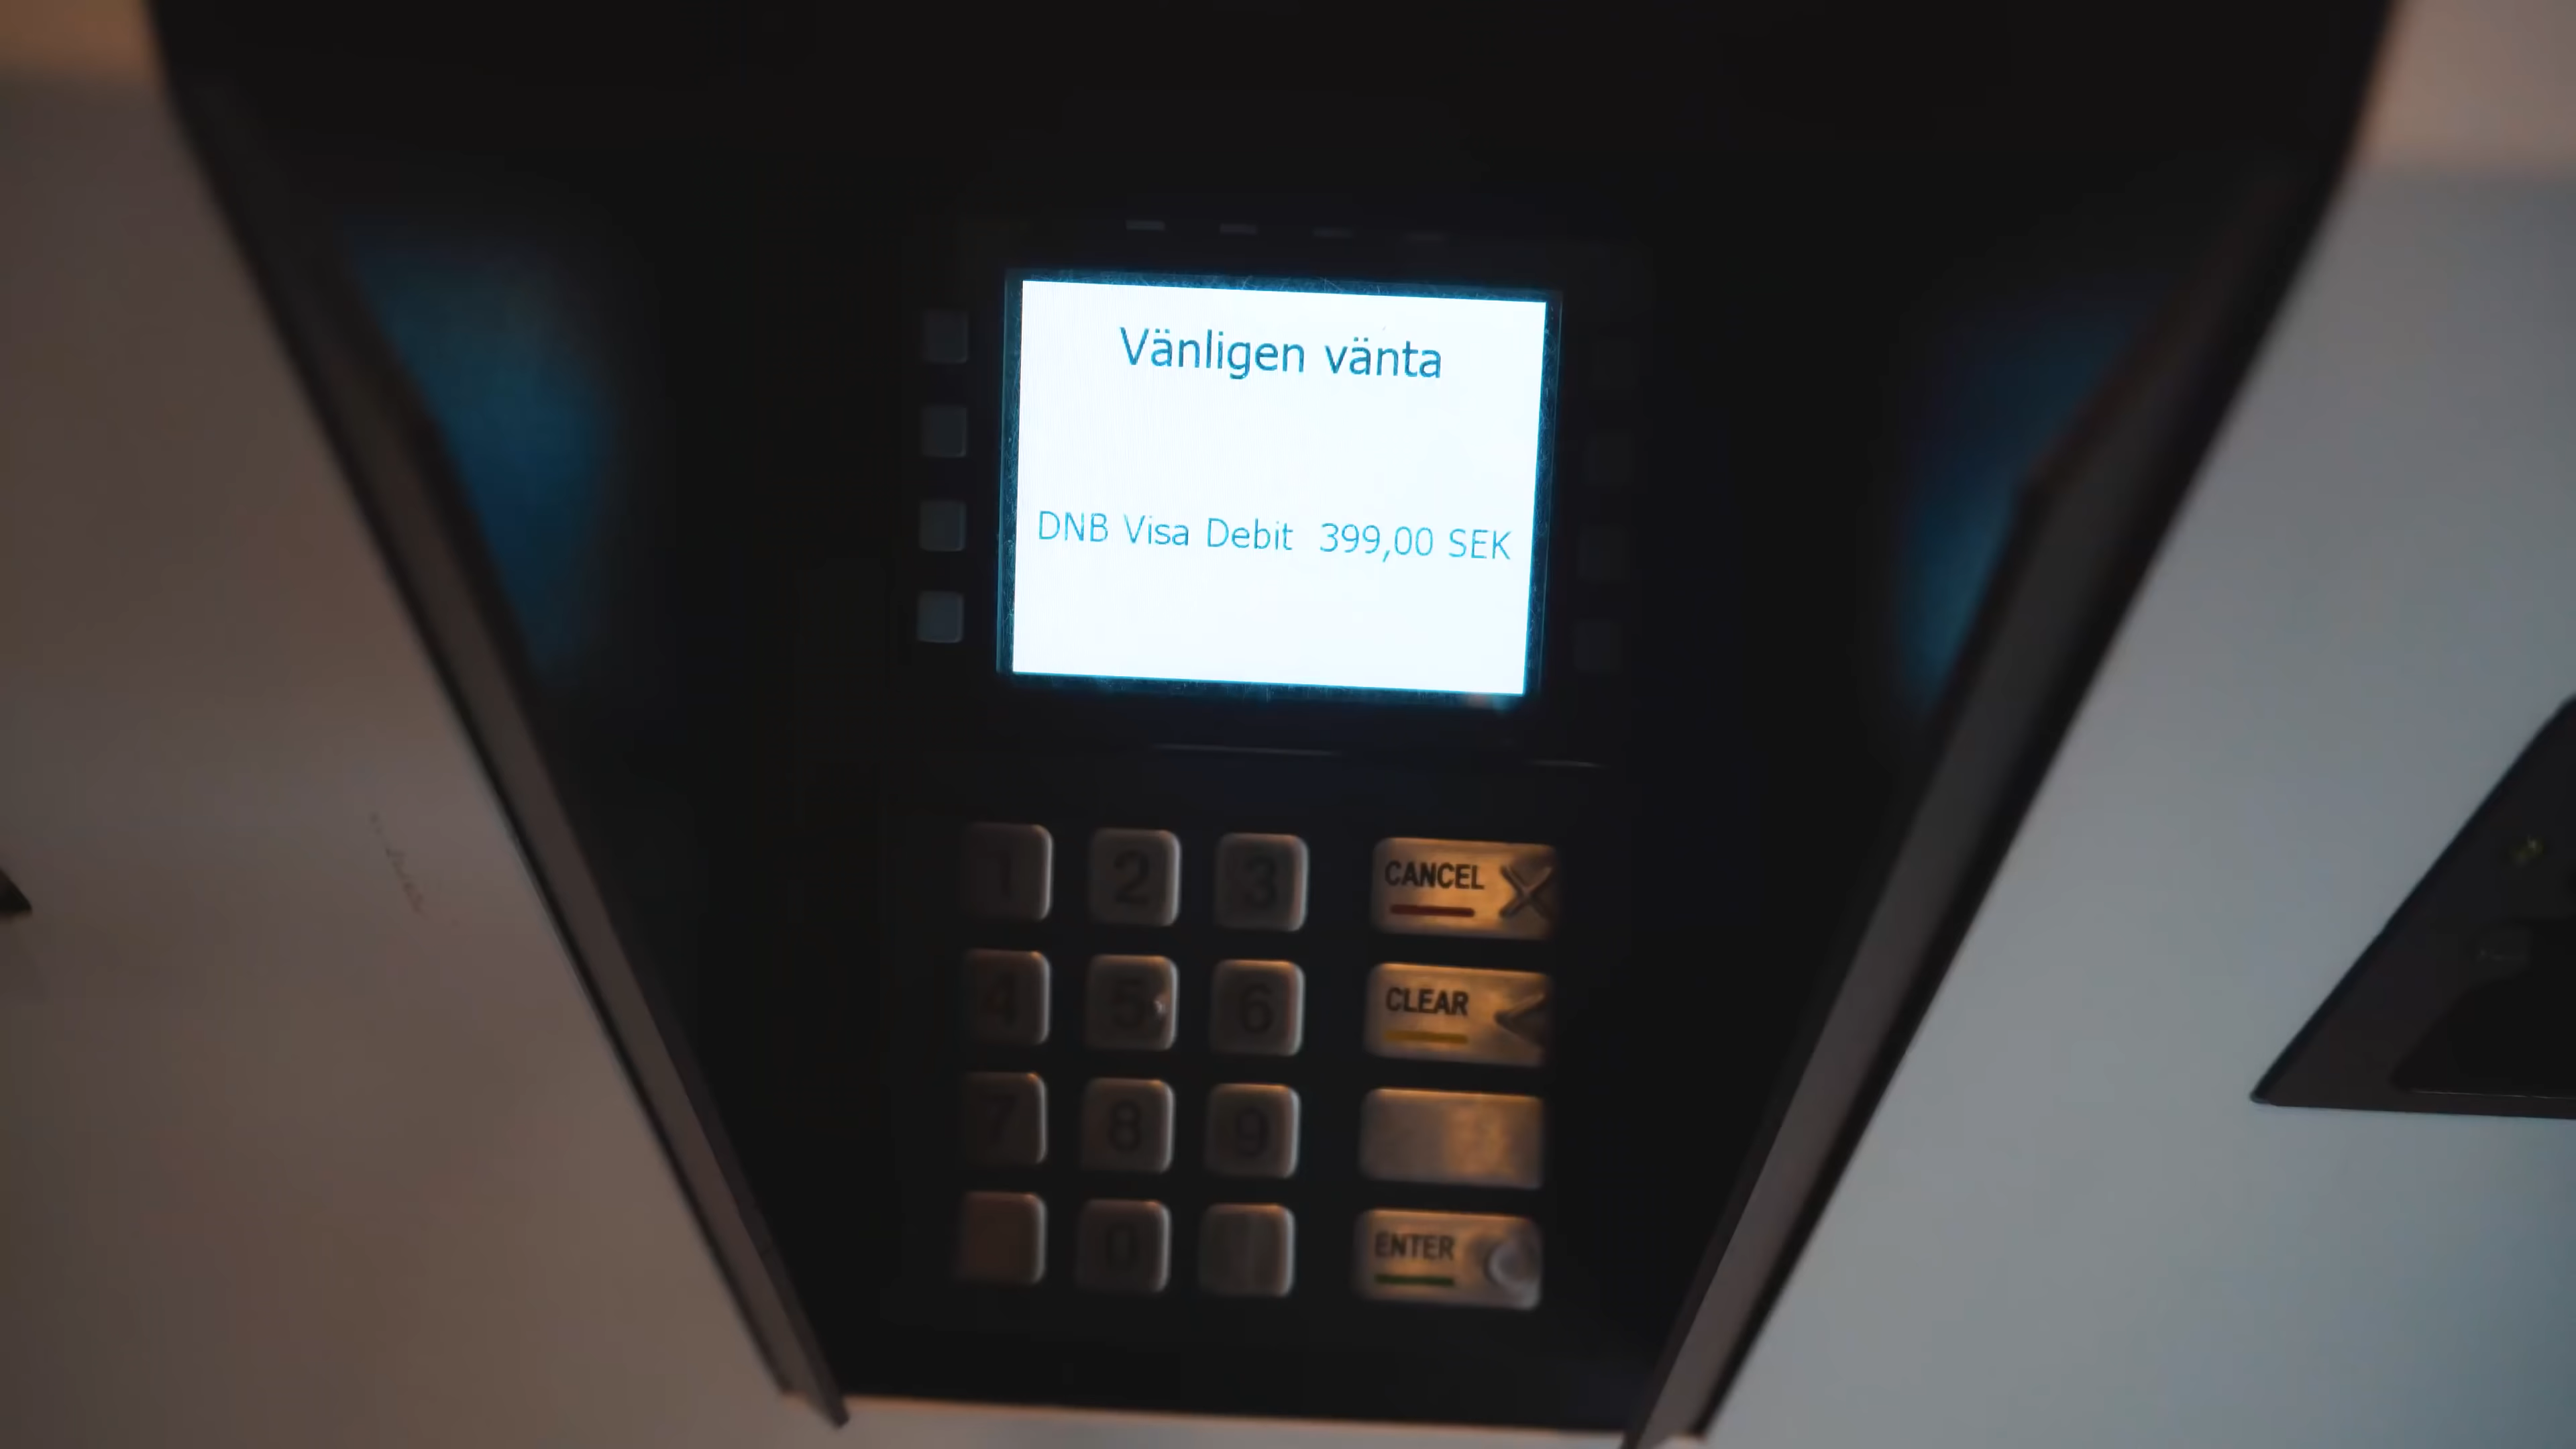 Vänligen vänta
DNB Visa Debit 399,00 SEK
1 2 3 CANCEL
4 5 6 CLEAR
7 8 9
0 ENTER